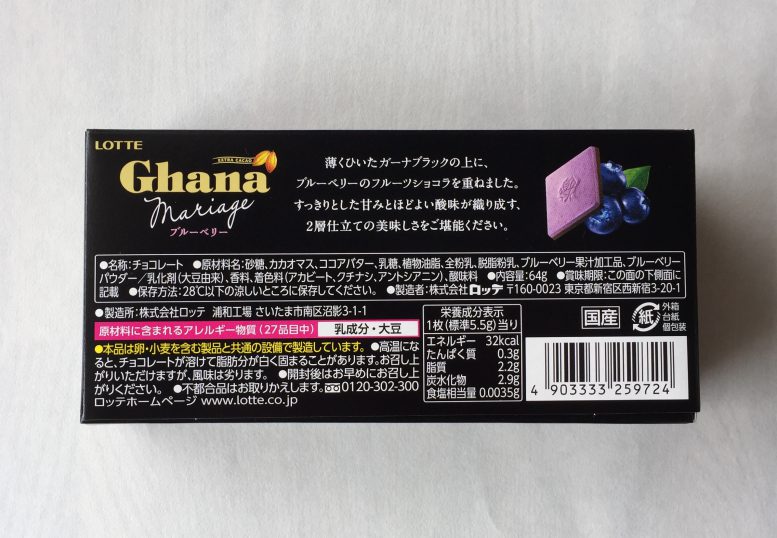 LOTTE
EXTRA CACAO
Ghana
Mariage
ブルーベリー
薄くひいたガーナブラックの上に、
ブルーベリーのフルーツショコラを重ねました。
すっきりとした甘みとほどよい酸味が織り成す、
2層仕立ての美味しさをご堪能ください。
●名称:チョコレート ●原材料名:砂糖、カカオマス、ココアバター、乳糖、植物油脂、全粉乳、脱脂粉乳、ブルーベリー果汁加工品、ブルーベリー
パウダー/乳化剤(大豆由来)、香料、着色料(アカビート、クチナシ、アントシアニン)、酸味料 ●内容量:64g ●賞味期限:この面の下側面に
記載 ●保存方法:28℃以下の涼しいところに保存してください。 ●製造者:株式会社ロッテ 〒160-0023 東京都新宿区西新宿3-20-1
●製造所:株式会社ロッテ 浦和工場 さいたま市南区沼影3-1-1
原材料に含まれるアレルギー物質(27品目中) 乳成分・大豆
●本品は卵・小麦を含む製品と共通の設備で製造しています。 ●高温にな
ると、チョコレートが溶けて脂肪分が白く固まることがあります。お召し上
がりいただけますが、風味は劣ります。 ●開封後はお早めにお召し上
がりください。 ●不都合品はお取りかえします。 0120-302-300
ロッテホームページ www.lotte.co.jp
栄養成分表示
1枚(標準5.5g)当り
エネルギー 32kcal
たんぱく質 0.3g
脂質 2.2g
炭水化物 2.9g
食塩相当量 0.0035g
国産
紙
外箱
台紙
個包装
4 903333 259724